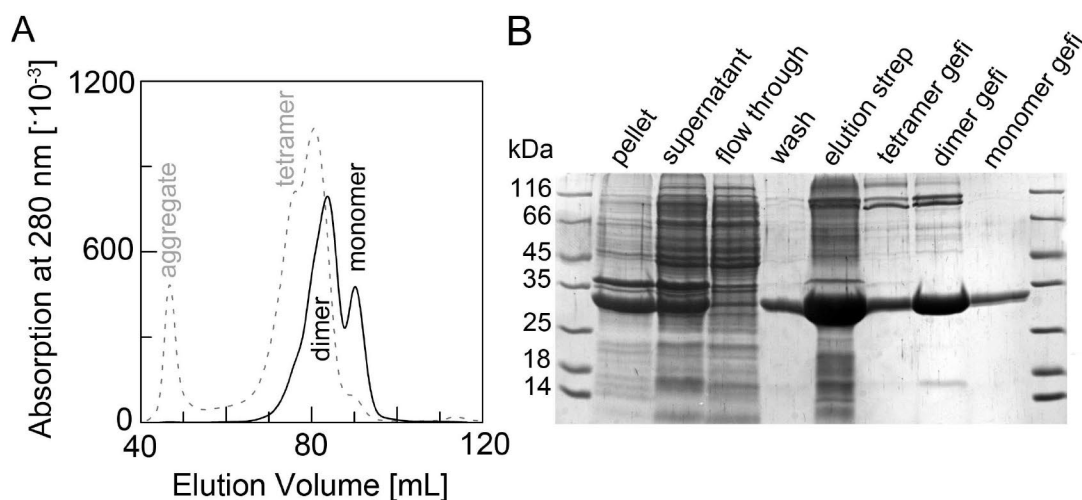 A
Absorption at 280 nm [·10⁻³]
1200
600
0
40
80
120
Elution Volume [mL]
aggregate
tetramer
dimer
monomer
B
kDa
pellet
supernatant
flow through
wash
elution strep
tetramer gefi
dimer gefi
monomer gefi
116
66
45
35
25
18
14